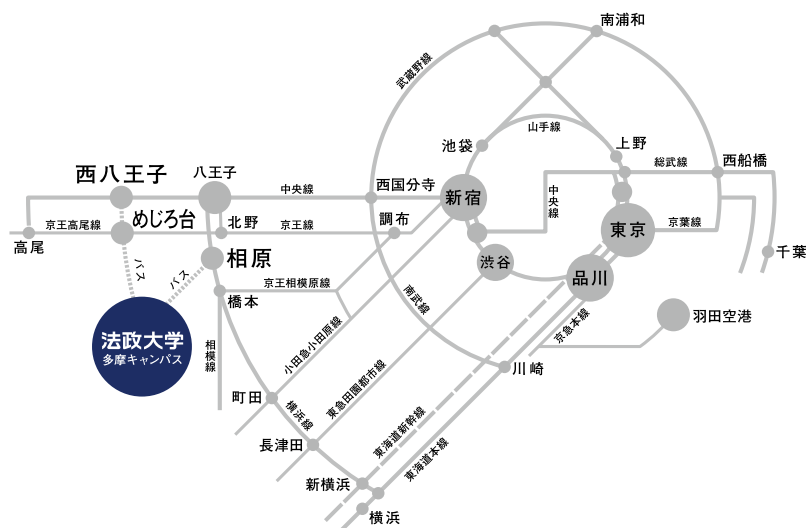 南浦和
武蔵野線
山手線
池袋
上野
総武線
西船橋
西八王子
八王子
中央線
西国分寺
新宿
中央線
京王高尾線
めじろ台
北野
京王線
調布
東京
京葉線
高尾
千葉
バス
バス
相原
渋谷
品川
京王相模原線
橋本
南武線
京急本線
羽田空港
法政大学
多摩キャンパス
相模線
小田急小田原線
川崎
町田
横浜線
東急田園都市線
長津田
東海道新幹線
東海道本線
新横浜
横浜